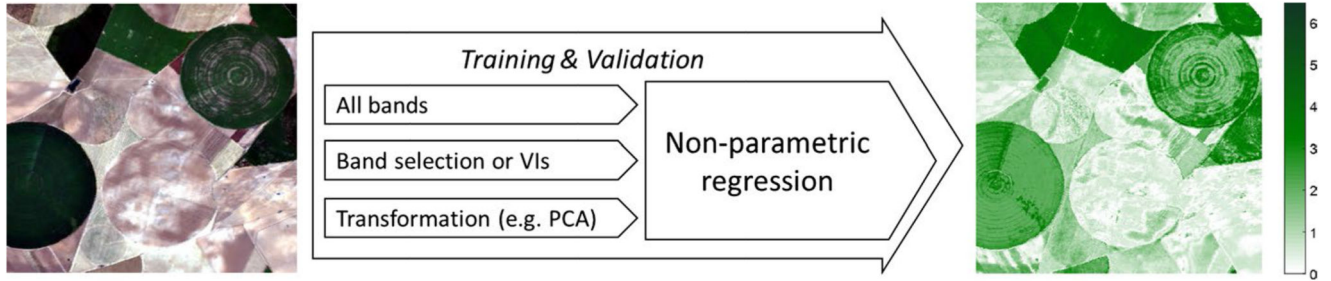 Training & Validation
All bands
Band selection or VIs
Transformation (e.g. PCA)
Non-parametric
regression
6
5
4
3
2
1
0